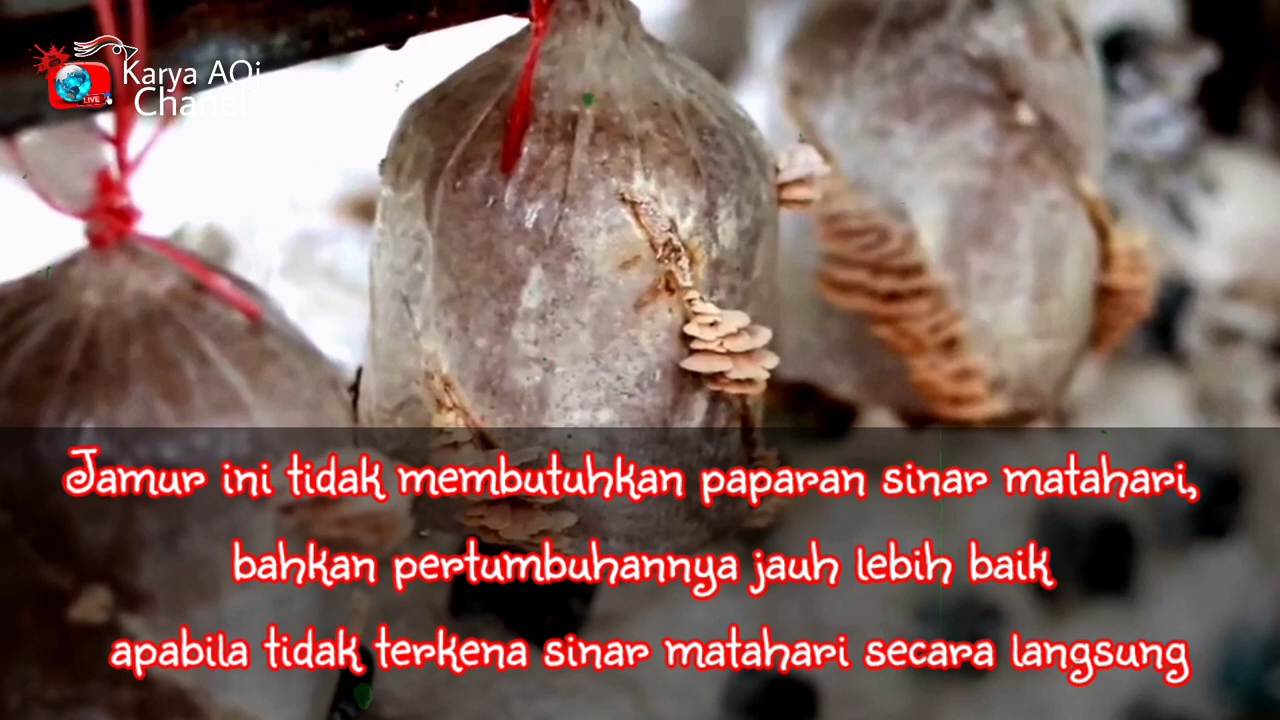 Karya AQi
Chanel
LIVE
Jamur ini tidak membutuhkan paparan sinar matahari,
bahkan pertumbuhannya jauh lebih baik
apabila tidak terkena sinar matahari secara langsung